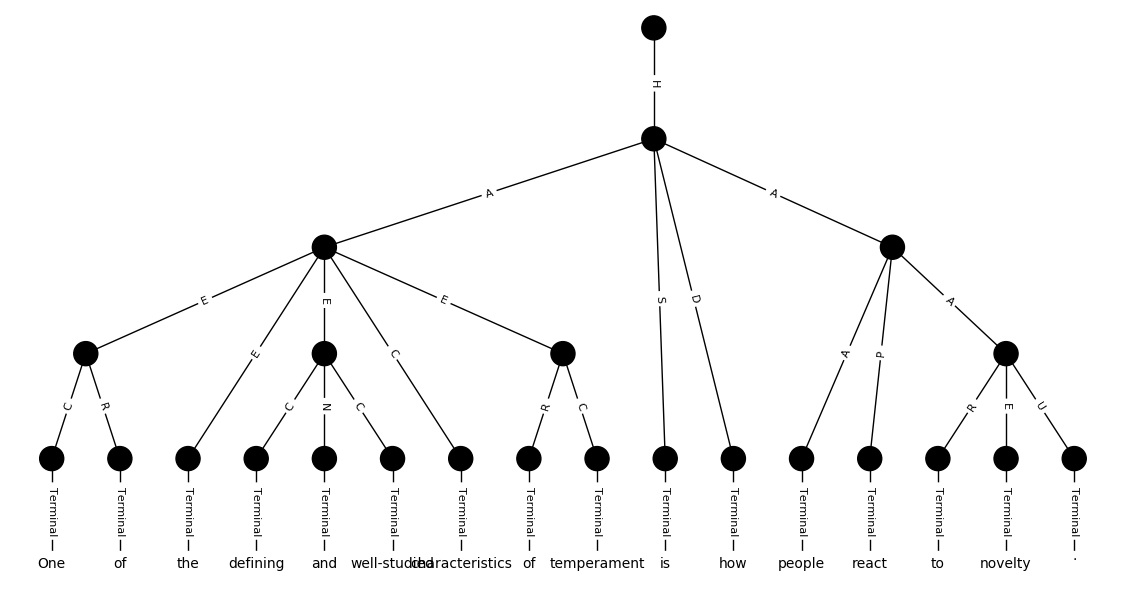 H
A A
E E E C E S D A P A
C R C N C R C R E U
Terminal Terminal Terminal Terminal Terminal Terminal Terminal Terminal Terminal Terminal Terminal Terminal Terminal Terminal Terminal Terminal
One of the defining and well-studied characteristics of temperament is how people react to novelty .